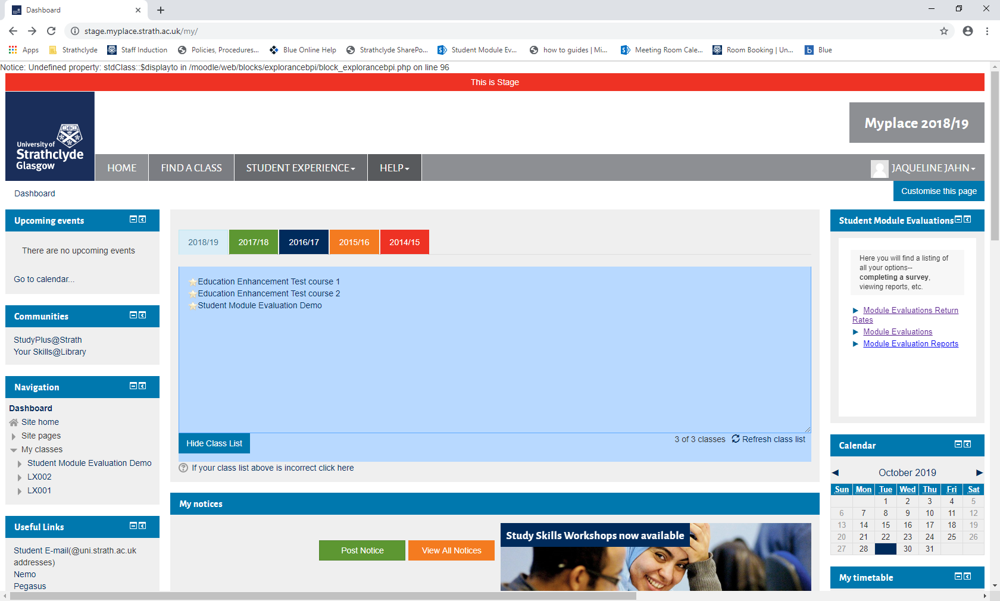 Dashboard
stage.myplace.strath.ac.uk/my/
Apps Strathclyde Staff Induction Policies, Procedures... Blue Online Help Strathclyde SharePo... Student Module Ev... how to guides | Mi... Meeting Room Cale... Room Booking | Un... Blue
Notice: Undefined property: stdClass::$displayto in /moodle/web/blocks/explorancebpi/block_explorancebpi.php on line 96
This is Stage
University of
Strathclyde
Glasgow
Myplace 2018/19
HOME FIND A CLASS STUDENT EXPERIENCE HELP JAQUELINE JAHN
Dashboard
Customise this page
Upcoming events
There are no upcoming events
Go to calendar...
Communities
StudyPlus@Strath
Your Skills@Library
Navigation
Dashboard
Site home
Site pages
My classes
Student Module Evaluation Demo
LX002
LX001
Useful Links
Student E-mail(@uni.strath.ac.uk
addresses)
Nemo
Pegasus
2018/19 2017/18 2016/17 2015/16 2014/15
Education Enhancement Test course 1
Education Enhancement Test course 2
Student Module Evaluation Demo
Hide Class List
3 of 3 classes Refresh class list
If your class list above is incorrect click here
My notices
Post Notice View All Notices
Study Skills Workshops now available
Student Module Evaluations
Here you will find a listing of
all your options--
completing a survey,
viewing reports, etc.
Module Evaluations Return
Rates
Module Evaluations
Module Evaluation Reports
Calendar
October 2019
Sun Mon Tue Wed Thu Fri Sat
1 2 3 4 5
6 7 8 9 10 11 12
13 14 15 16 17 18 19
20 21 22 23 24 25 26
27 28 30 31
My timetable